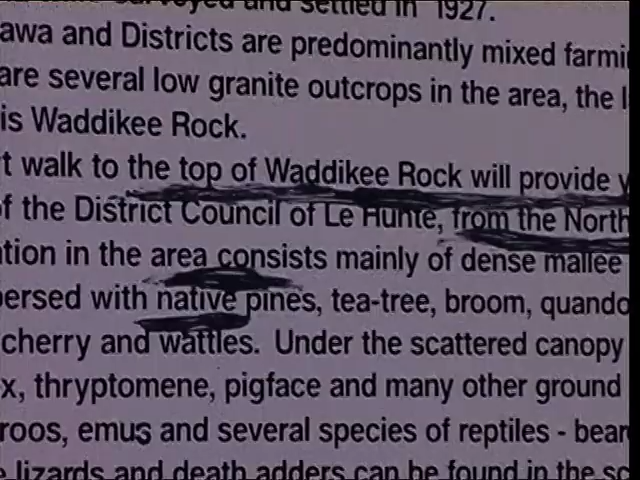 surveyed and settled in 1927.
awa and Districts are predominantly mixed farmi
are several low granite outcrops in the area, the l
is Waddikee Rock.
t walk to the top of Waddikee Rock will provide v
f the District Council of Le Hunte, from the North
ation in the area consists mainly of dense mallee
persed with native pines, tea-tree, broom, quando
cherry and wattles. Under the scattered canopy
x, thryptomene, pigface and many other ground
roos, emus and several species of reptiles - bear
e lizards and death adders can be found in the sc